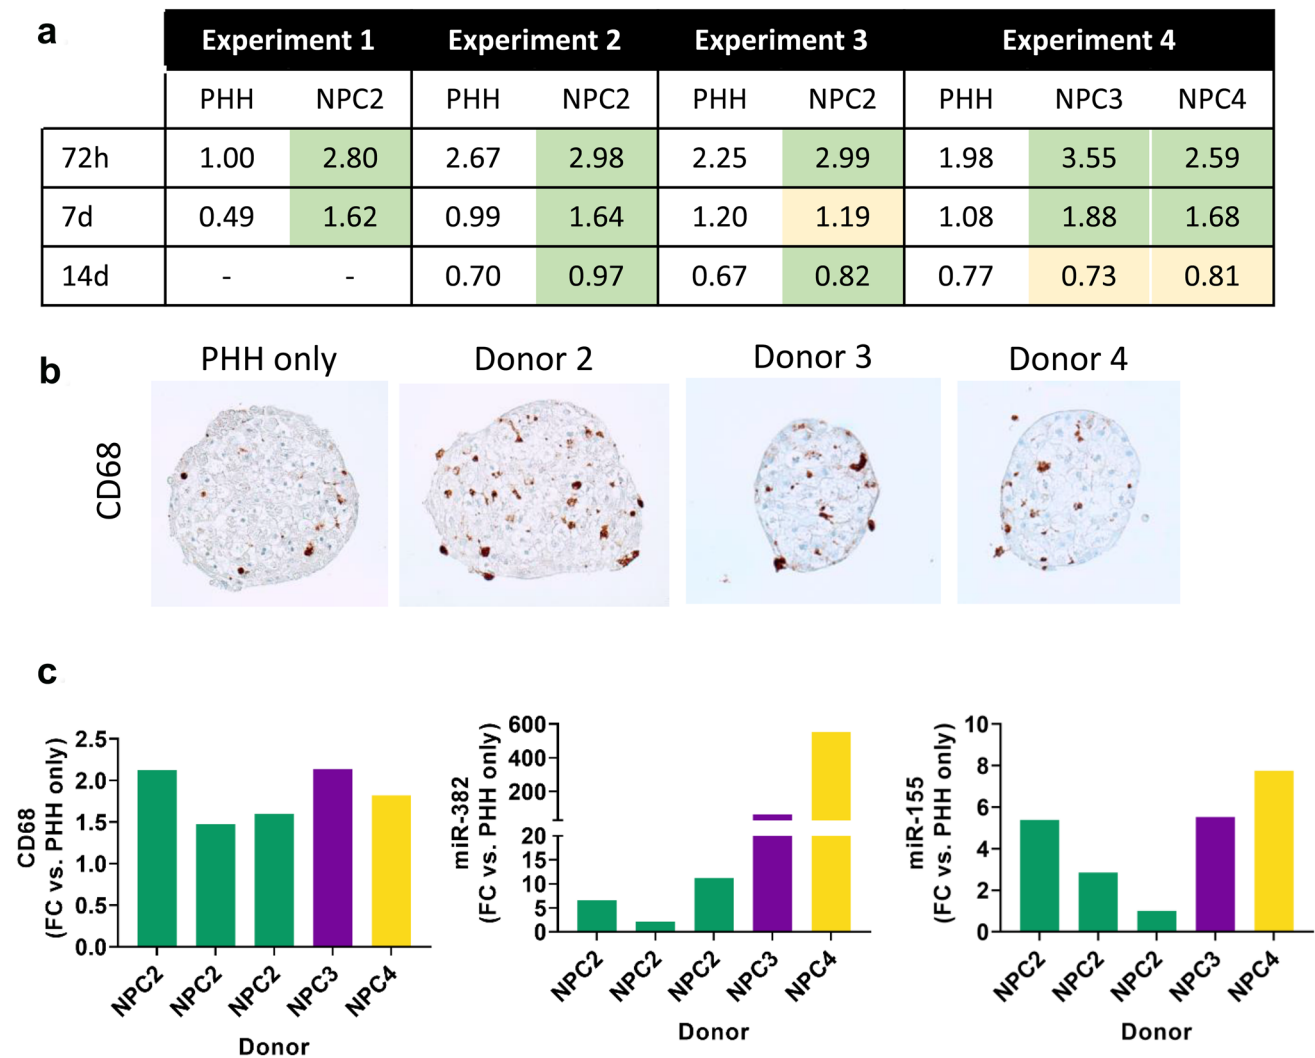 a
Experiment 1 Experiment 2 Experiment 3 Experiment 4
PHH NPC2 PHH NPC2 PHH NPC2 PHH NPC3 NPC4
72h 1.00 2.80 2.67 2.98 2.25 2.99 1.98 3.55 2.59
7d 0.49 1.62 0.99 1.64 1.20 1.19 1.08 1.88 1.68
14d - - 0.70 0.97 0.67 0.82 0.77 0.73 0.81
b
PHH only Donor 2 Donor 3 Donor 4
CD68
c
CD68
(FC vs. PHH only)
2.5
2.0
1.5
1.0
0.5
0.0
NPC2 NPC2 NPC2 NPC3 NPC4
Donor
miR-382
(FC vs. PHH only)
600
400
200
20
15
10
5
0
NPC2 NPC2 NPC2 NPC3 NPC4
Donor
miR-155
(FC vs. PHH only)
10
8
6
4
2
0
NPC2 NPC2 NPC2 NPC3 NPC4
Donor